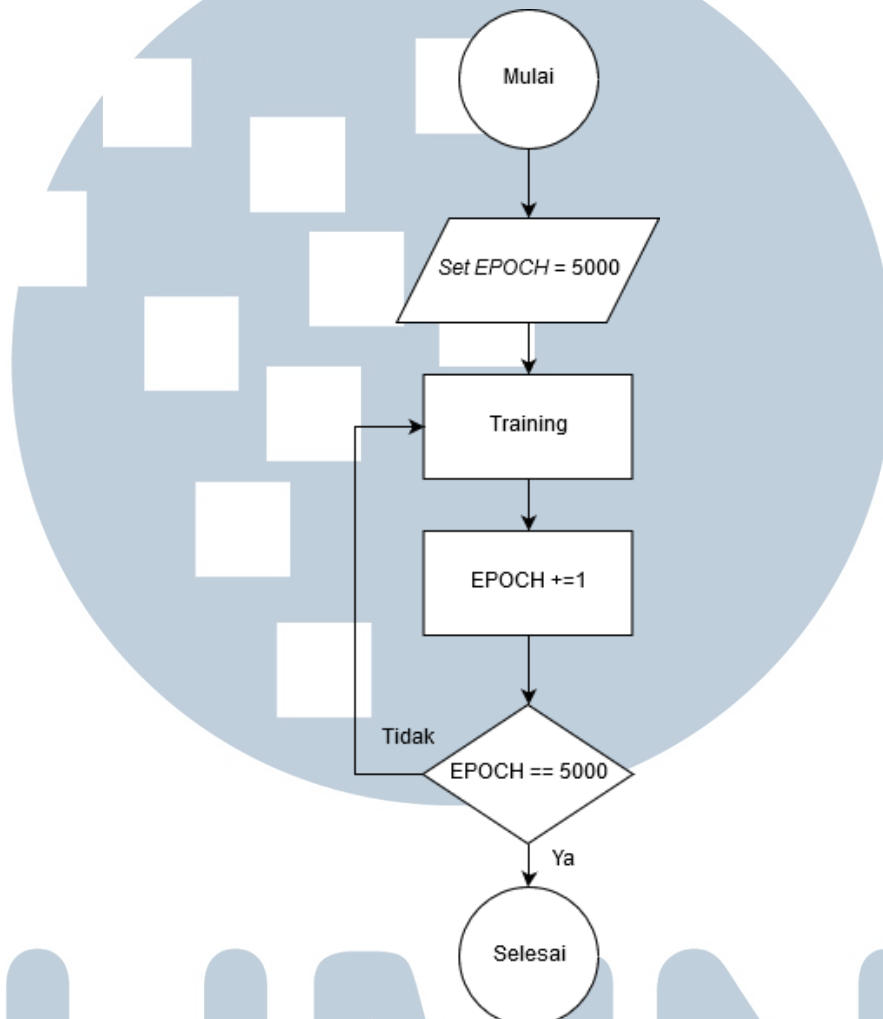 Mulai
Set EPOCH = 5000
Training
EPOCH +=1
Tidak
EPOCH == 5000
Ya
Selesai